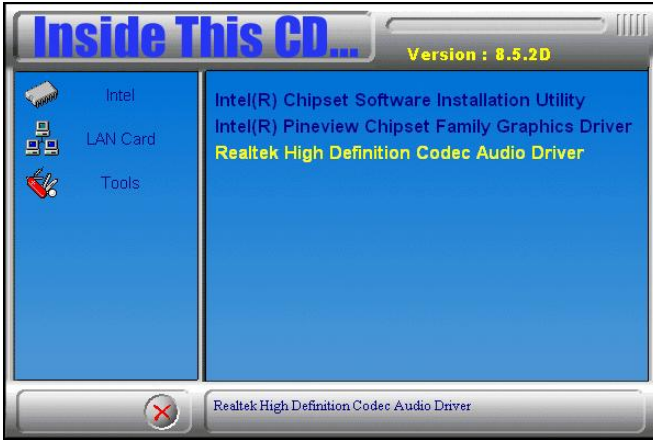 Inside This CD...
Version : 8.5.2D
Intel
LAN Card
Tools
Intel(R) Chipset Software Installation Utility
Intel(R) Pineview Chipset Family Graphics Driver
Realtek High Definition Codec Audio Driver
Realtek High Definition Codec Audio Driver